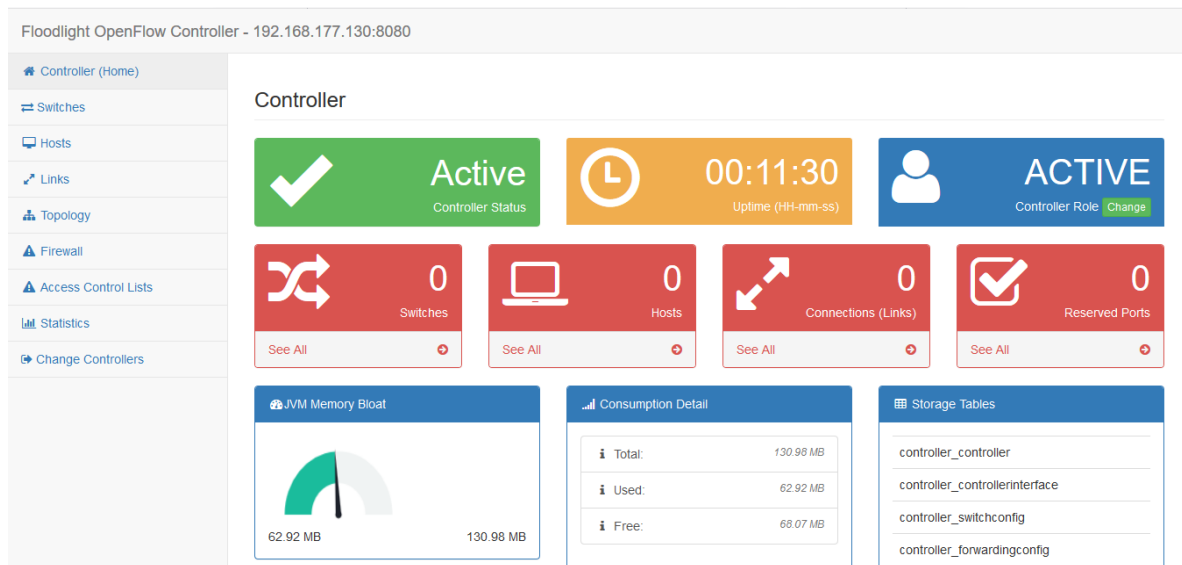 Floodlight OpenFlow Controller - 192.168.177.130:8080
Controller (Home)
Switches
Hosts
Links
Topology
Firewall
Access Control Lists
Statistics
Change Controllers
Controller
Active
Controller Status
00:11:30
Uptime (HH-mm-ss)
ACTIVE
Controller Role Change
0
Switches
See All
0
Hosts
See All
0
Connections (Links)
See All
0
Reserved Ports
See All
JVM Memory Bloat
62.92 MB 130.98 MB
Consumption Detail
Total: 130.98 MB
Used: 62.92 MB
Free: 68.07 MB
Storage Tables
controller_controller
controller_controllerinterface
controller_switchconfig
controller_forwardingconfig